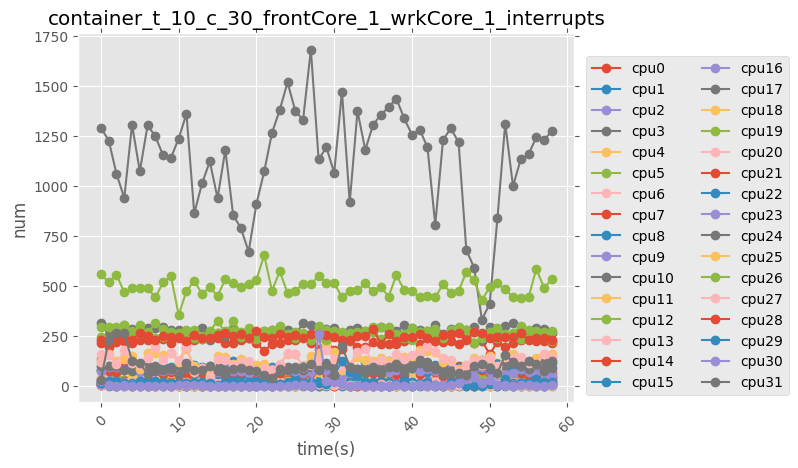 container_t_10_c_30_frontCore_1_wrkCore_1_interrupts
1750
1500
1250
1000
750
500
250
0
num
0
10
20
30
40
50
60
time(s)
cpu0
cpu1
cpu2
cpu3
cpu4
cpu5
cpu6
cpu7
cpu8
cpu9
cpu10
cpu11
cpu12
cpu13
cpu14
cpu15
cpu16
cpu17
cpu18
cpu19
cpu20
cpu21
cpu22
cpu23
cpu24
cpu25
cpu26
cpu27
cpu28
cpu29
cpu30
cpu31